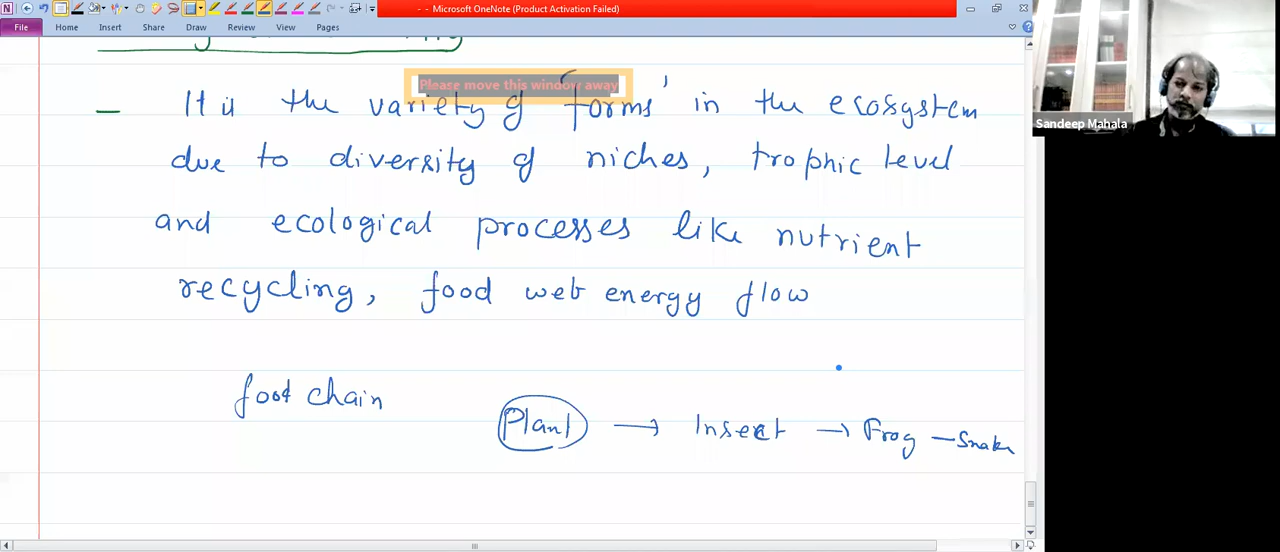 Microsoft OneNote (Product Activation Failed)
File Home Insert Share Draw Review View Pages
Please move this window away
— It is the variety of 'forms' in the ecosystem
due to diversity of niches, trophic level
and ecological processes like nutrient
recycling, food web energy flow
food chain
Plant → Insect → Frog — Snake
Sandeep Mahala